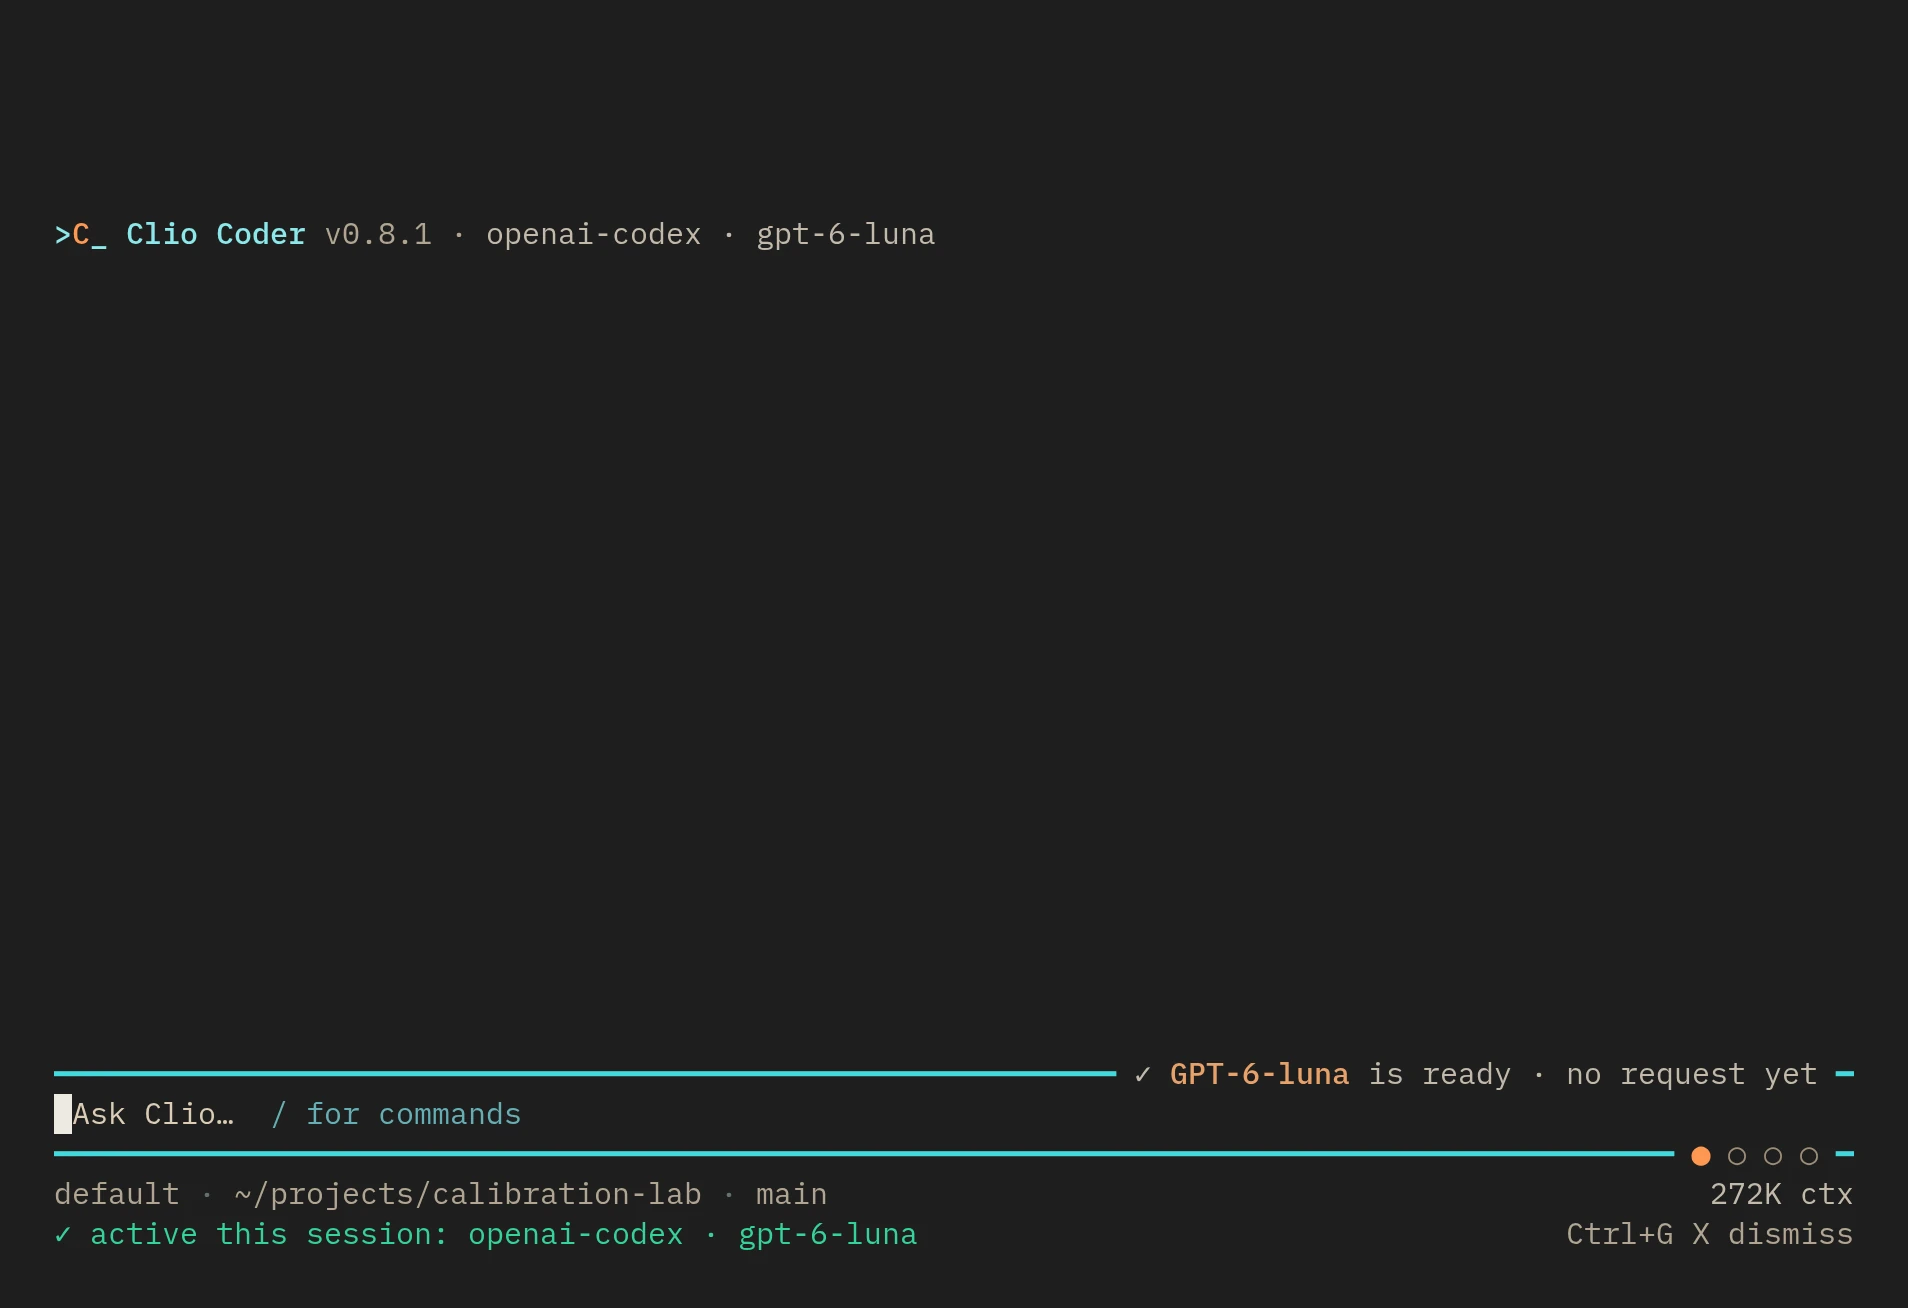 >C_ Clio Coder v0.8.1 · openai-codex · gpt-6-luna
✓ GPT-6-luna is ready · no request yet
Ask Clio… / for commands
default · ~/projects/calibration-lab · main 272K ctx
✓ active this session: openai-codex · gpt-6-luna Ctrl+G X dismiss